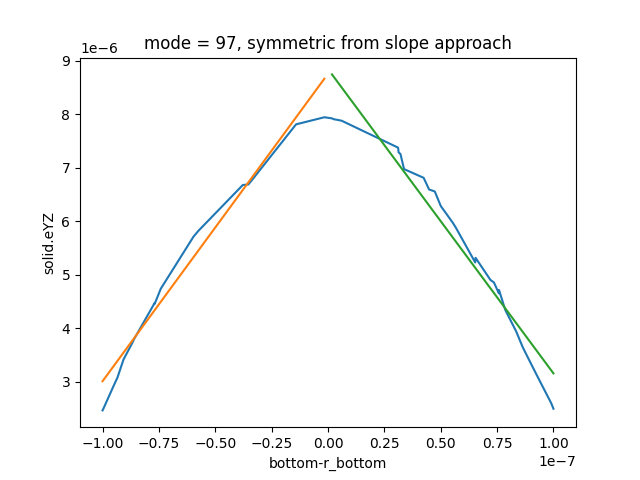 mode = 97, symmetric from slope approach
1e−6
9
8
7
6
5
4
3
solid.eYZ
−1.00 −0.75 −0.50 −0.25 0.00 0.25 0.50 0.75 1.00
bottom-r_bottom
1e−7